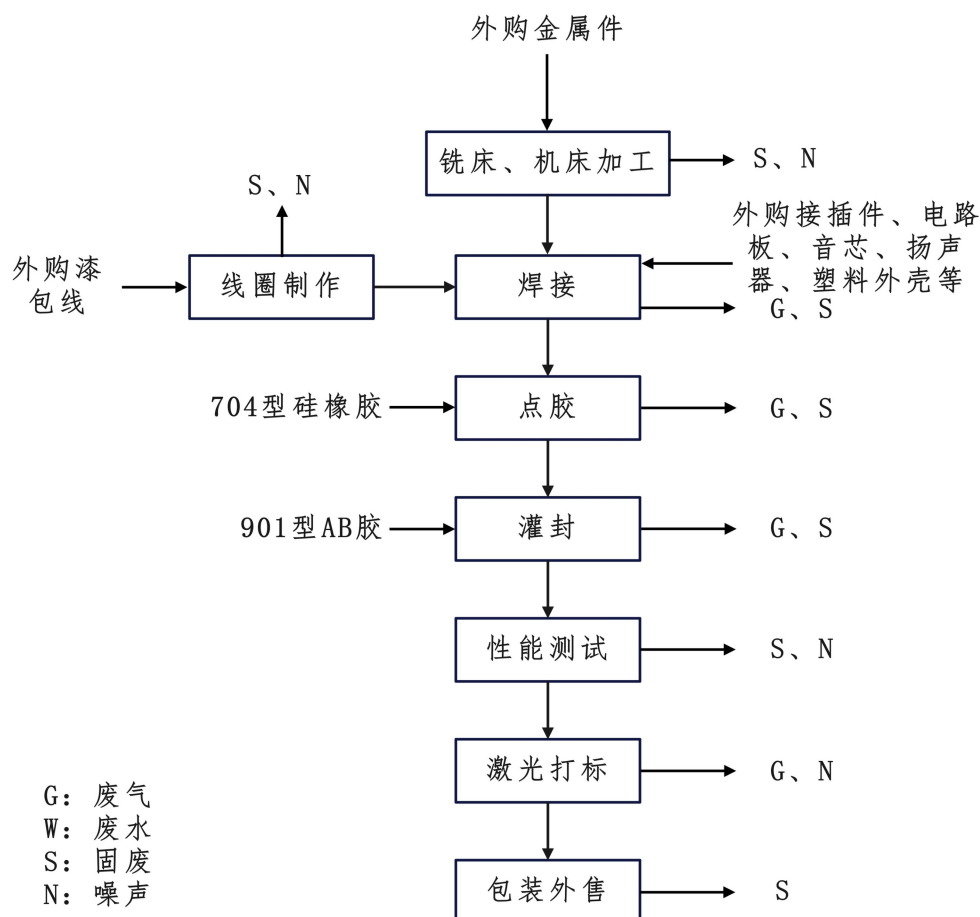 外购金属件
铣床、机床加工
S、N
S、N
外购接插件、电路
板、音芯、扬声
器、塑料外壳等
外购漆
包线
线圈制作
焊接
G、S
704型硅橡胶
点胶
G、S
901型AB胶
灌封
G、S
性能测试
S、N
激光打标
G、N
包装外售
S
G：废气
W：废水
S：固废
N：噪声